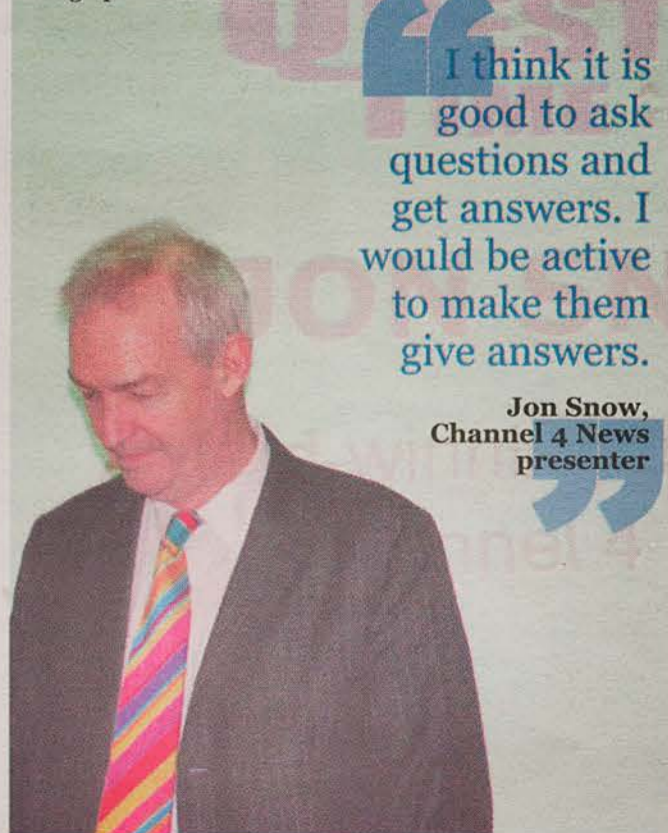 I think it is
good to ask
questions and
get answers. I
would be active
to make them
give answers.
Jon Snow,
Channel 4 News
presenter